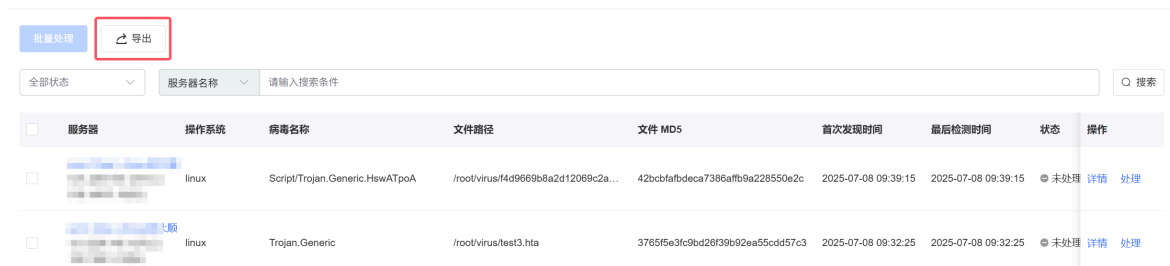 批量处理 导出
全部状态 服务器名称 请输入搜索条件 搜索
服务器 操作系统 病毒名称 文件路径 文件 MD5 首次发现时间 最后检测时间 状态 操作
linux Script/Trojan.Generic.HswATpoA /root/virus/f4d9669b8a2d12069c2a... 42bcbfafbdeca7386affb9a228550e2c 2025-07-08 09:39:15 2025-07-08 09:39:15 未处理 详情 处理
顺 linux Trojan.Generic /root/virus/test3.hta 3765f5e3fc9bd26f39b92ea55cdd57c3 2025-07-08 09:32:25 2025-07-08 09:32:25 未处理 详情 处理